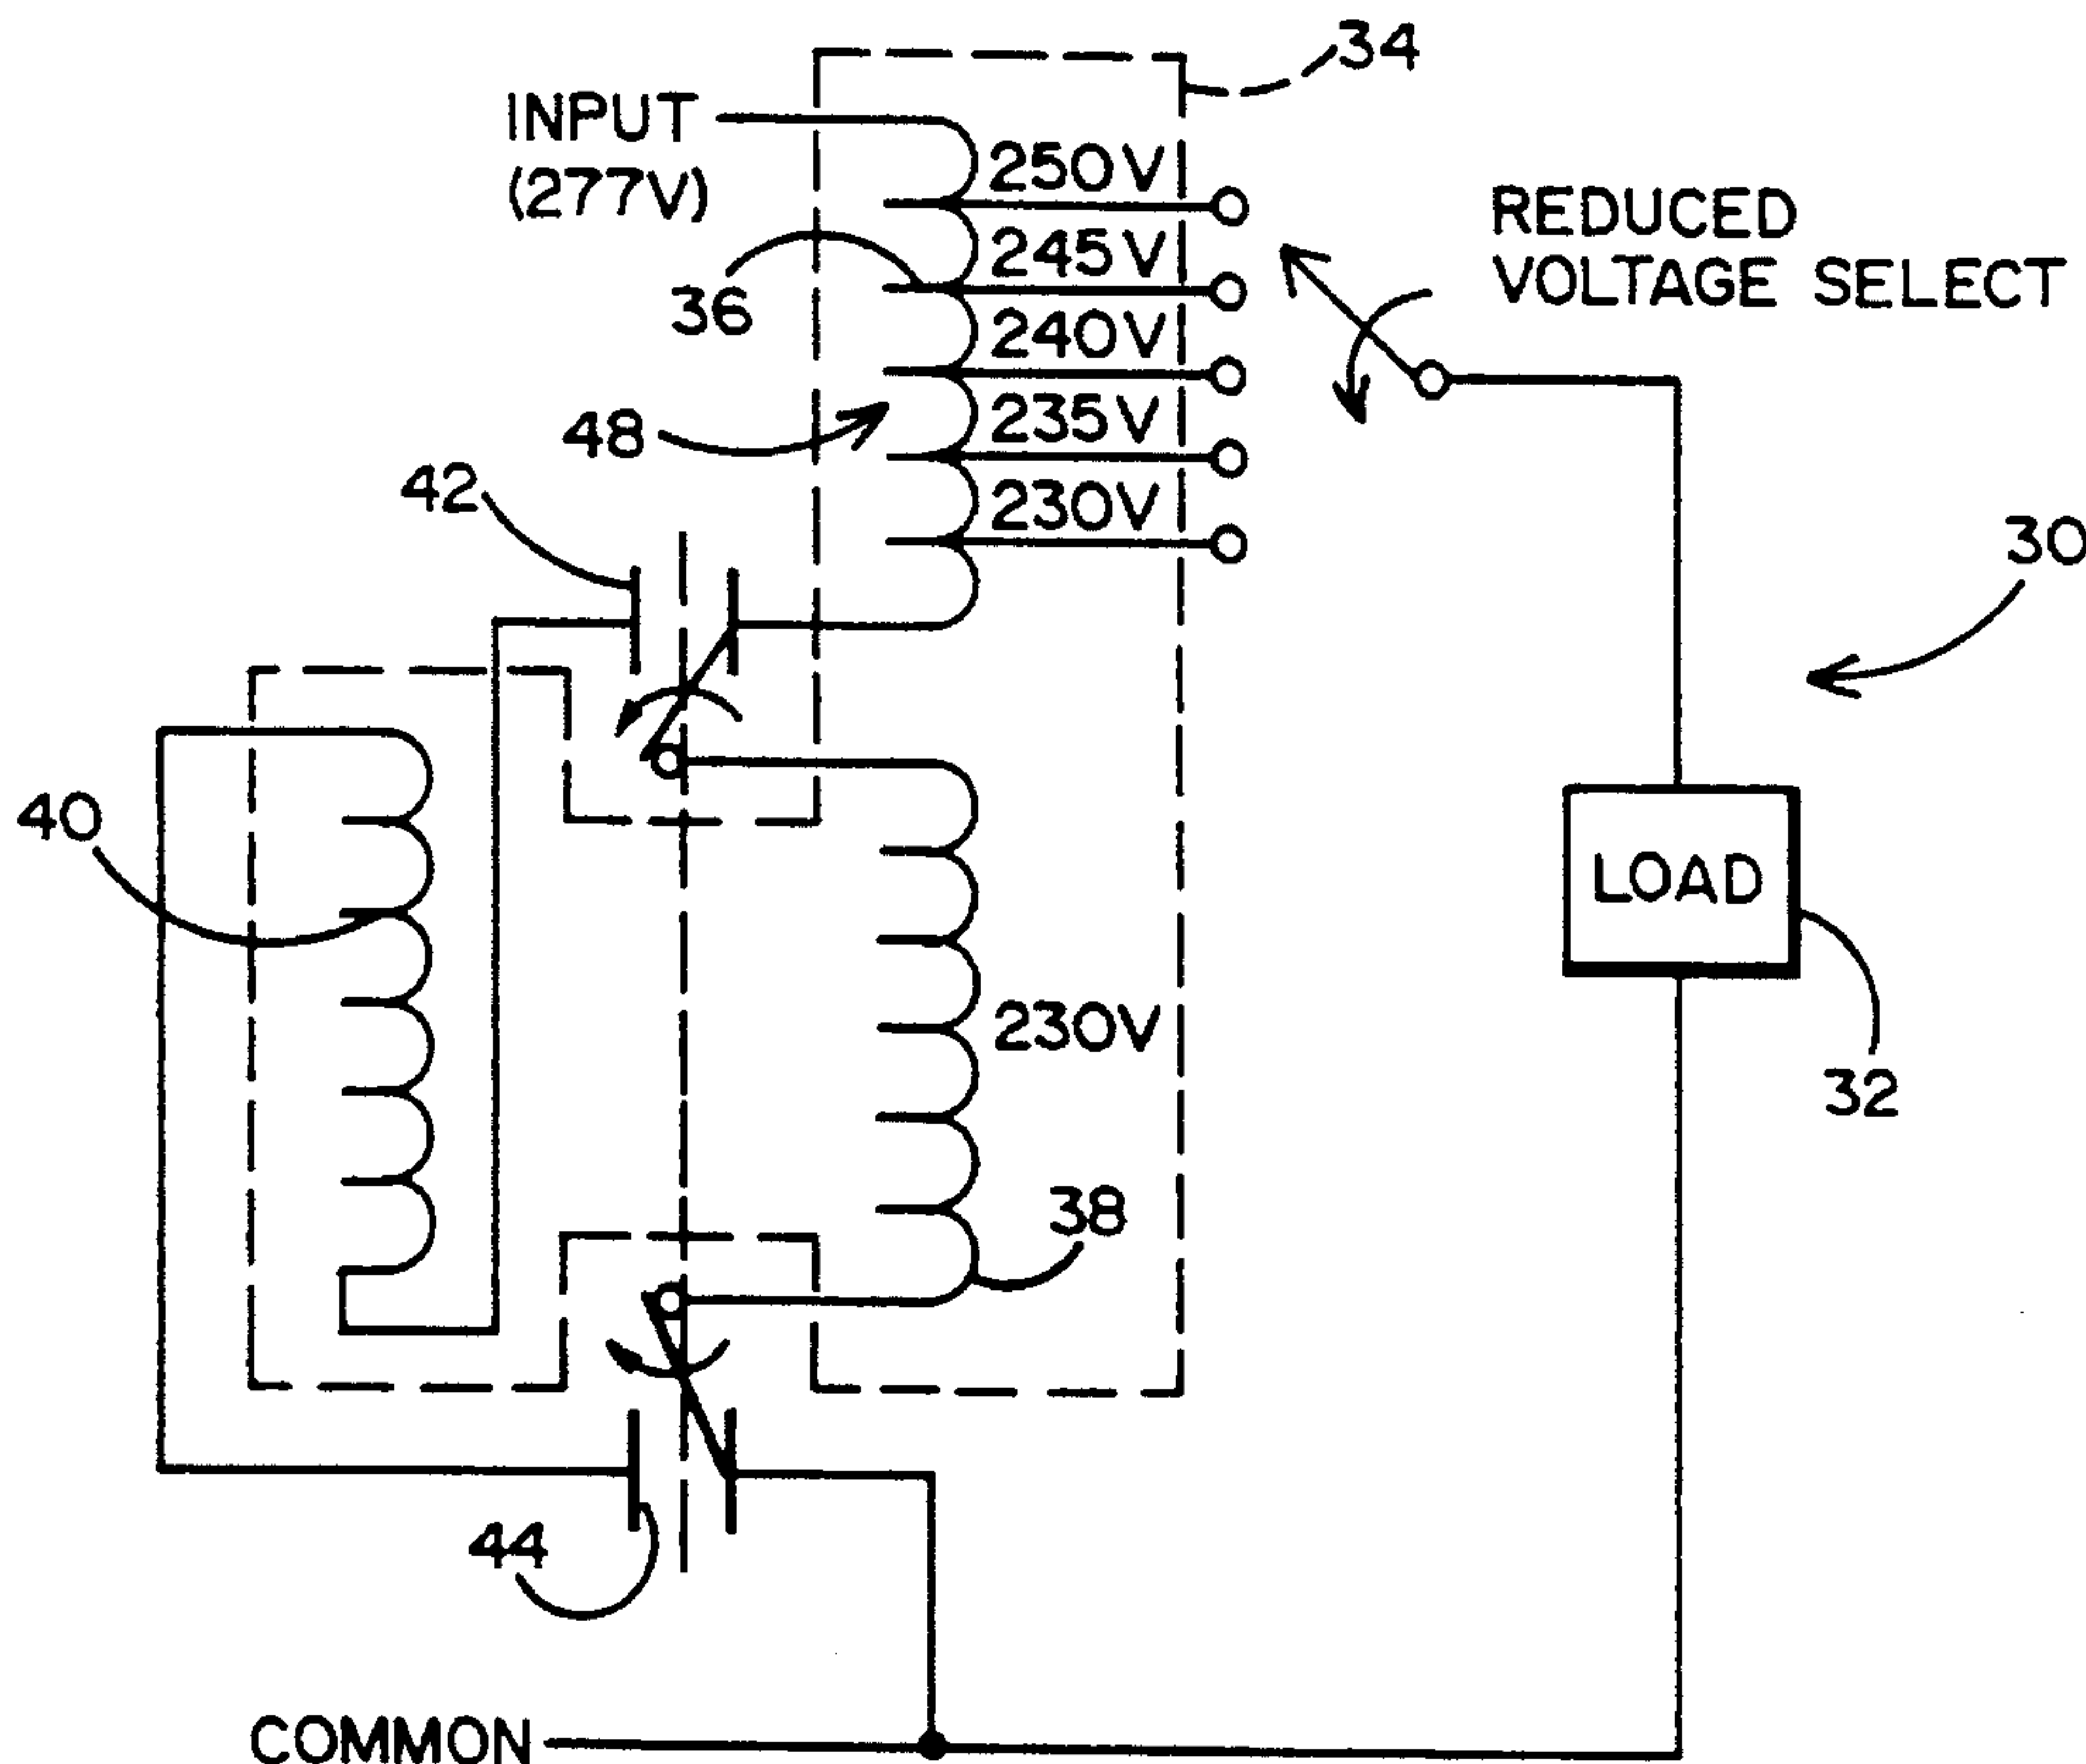 34
INPUT
(277V)
250V
REDUCED
VOLTAGE SELECT
245V
36
240V
48
235V
42
230V
30
40
LOAD
230V
32
38
44
COMMON